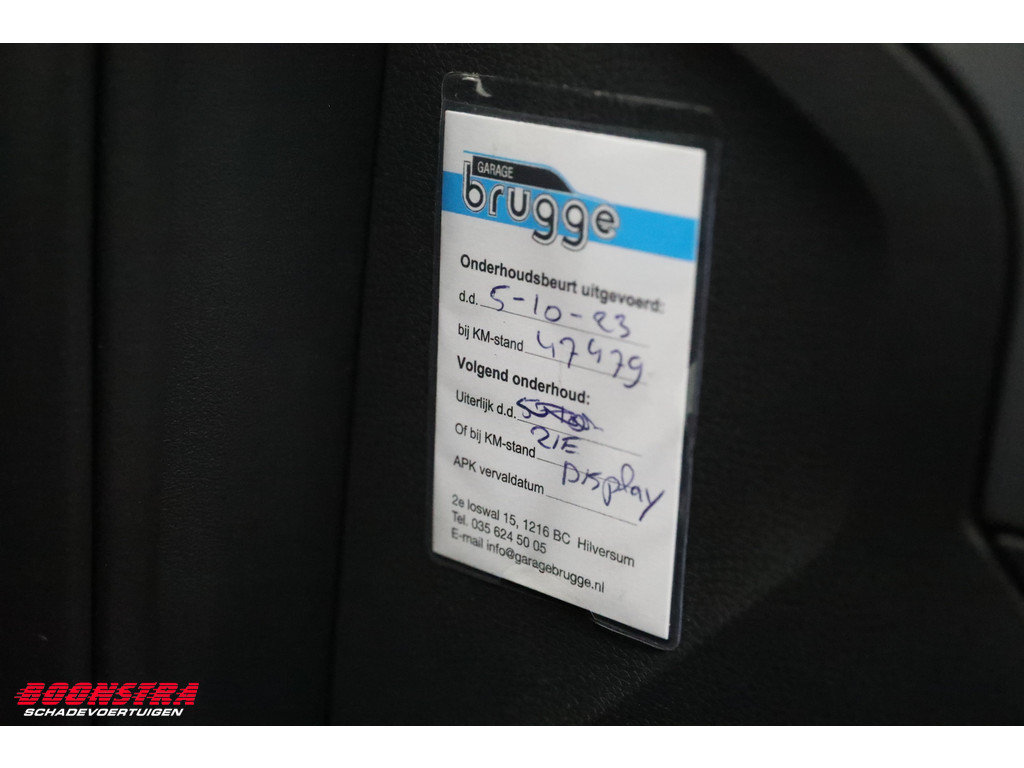 GARAGE
brugge
Onderhoudsbeurt uitgevoerd:
d.d. 5-10-23
bij KM-stand 47479
Volgend onderhoud:
Uiterlijk d.d.
Of bij KM-stand ZIE
APK vervaldatum Display
2e loswal 15, 1216 BC Hilversum
Tel. 035 624 50 05
E-mail info@garagebrugge.nl
BOONSTRA
SCHADEVOERTUIGEN